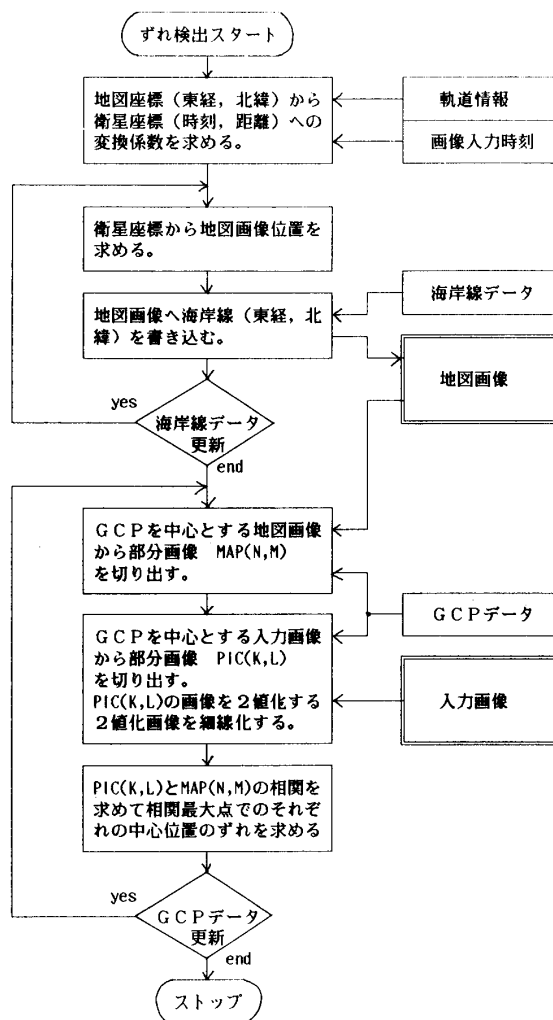 ずれ検出スタート
地図座標(東経,北緯)から
衛星座標(時刻,距離)への
変換係数を求める。
軌道情報
画像入力時刻
衛星座標から地図画像位置を
求める。
海岸線データ
地図画像へ海岸線(東経,北
緯)を書き込む。
地図画像
yes
海岸線データ
更新
end
GCPを中心とする地図画像
から部分画像 MAP(N,M)
を切り出す。
GCPデータ
GCPを中心とする入力画像
から部分画像 PIC(K,L)
を切り出す。
PIC(K,L)の画像を2値化する
2値化画像を細線化する。
入力画像
PIC(K,L)とMAP(N,M)の相関を
求めて相関最大点でのそれぞ
れの中心位置のずれを求める
yes
GCPデータ
更新
end
ストップ